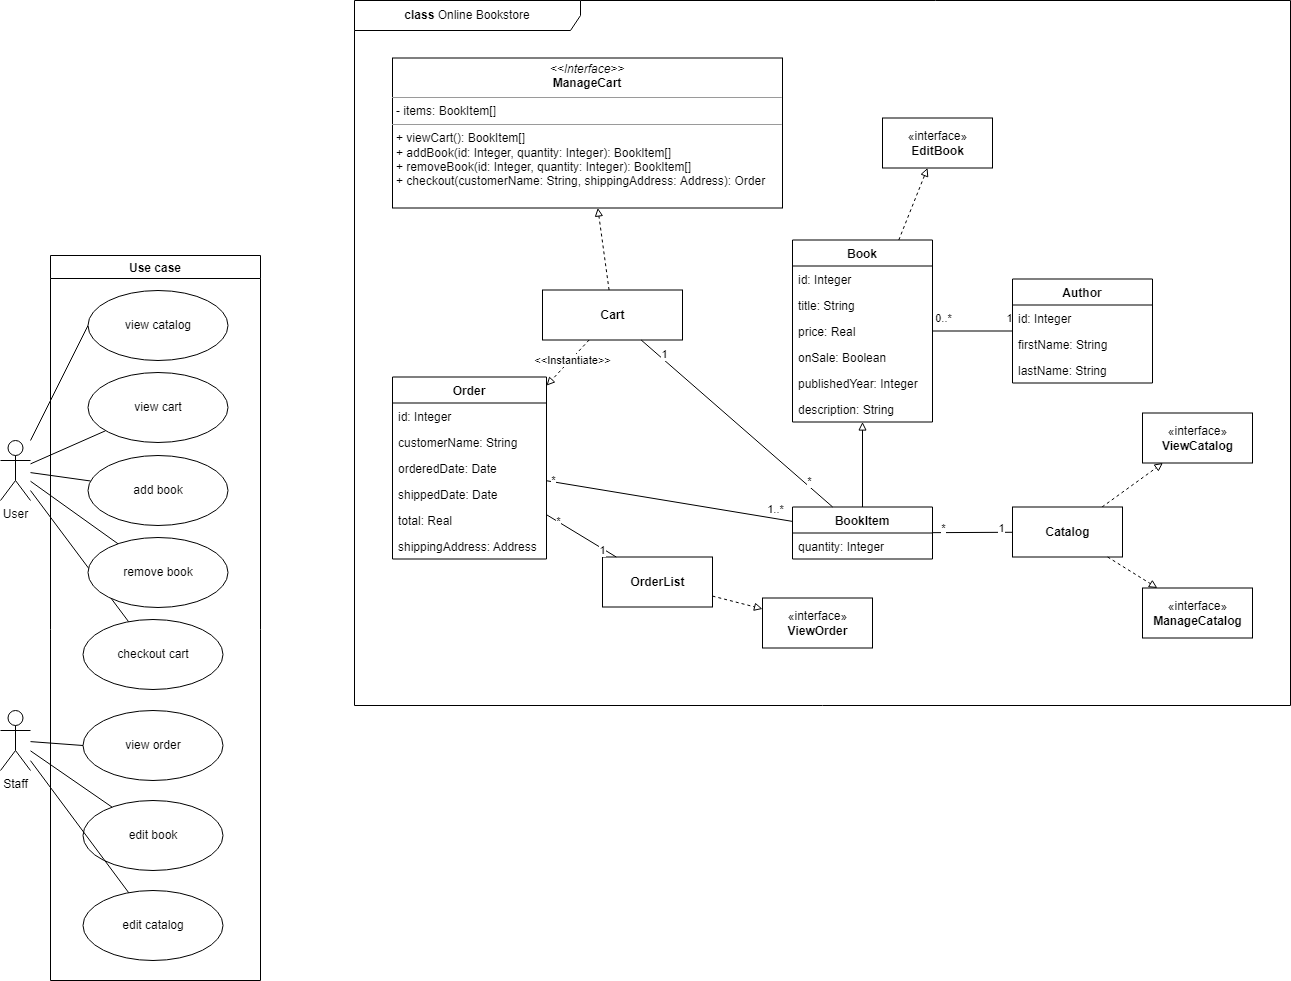 class Online Bookstore
<<Interface>>
ManageCart
- items: BookItem[]
+ viewCart(): BookItem[]
+ addBook(id: Integer, quantity: Integer): BookItem[]
+ removeBook(id: Integer, quantity: Integer): BookItem[]
+ checkout(customerName: String, shippingAddress: Address): Order
«interface»
EditBook
Book
id: Integer
title: String
price: Real
onSale: Boolean
publishedYear: Integer
description: String
0..*
1
Author
id: Integer
firstName: String
lastName: String
Cart
<<Instantiate>>
1
*
Order
id: Integer
customerName: String
orderedDate: Date
shippedDate: Date
total: Real
shippingAddress: Address
*
1..*
*
1
BookItem
quantity: Integer
*
1
Catalog
«interface»
ViewCatalog
«interface»
ManageCatalog
OrderList
«interface»
ViewOrder
Use case
view catalog
view cart
add book
remove book
checkout cart
view order
edit book
edit catalog
User
Staff